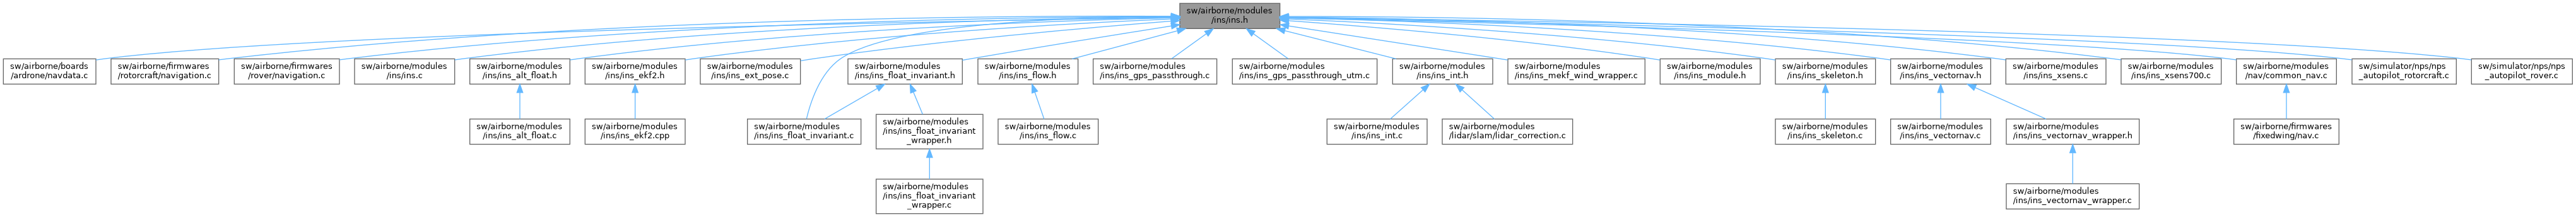 sw/airborne/modules
/ins/ins.h
sw/airborne/boards
/ardrone/navdata.c
sw/airborne/firmwares
/rotorcraft/navigation.c
sw/airborne/firmwares
/rover/navigation.c
sw/airborne/modules
/ins/ins.c
sw/airborne/modules
/ins/ins_alt_float.h
sw/airborne/modules
/ins/ins_ekf2.h
sw/airborne/modules
/ins/ins_ext_pose.c
sw/airborne/modules
/ins/ins_float_invariant.h
sw/airborne/modules
/ins/ins_flow.h
sw/airborne/modules
/ins/ins_gps_passthrough.c
sw/airborne/modules
/ins/ins_gps_passthrough_utm.c
sw/airborne/modules
/ins/ins_int.h
sw/airborne/modules
/ins/ins_mekf_wind_wrapper.c
sw/airborne/modules
/ins/ins_module.h
sw/airborne/modules
/ins/ins_skeleton.h
sw/airborne/modules
/ins/ins_vectornav.h
sw/airborne/modules
/ins/ins_xsens.c
sw/airborne/modules
/ins/ins_xsens700.c
sw/airborne/modules
/nav/common_nav.c
sw/simulator/nps/nps
_autopilot_rotorcraft.c
sw/simulator/nps/nps
_autopilot_rover.c
sw/airborne/modules
/ins/ins_alt_float.c
sw/airborne/modules
/ins/ins_ekf2.cpp
sw/airborne/modules
/ins/ins_float_invariant.c
sw/airborne/modules
/ins/ins_float_invariant
_wrapper.h
sw/airborne/modules
/ins/ins_flow.c
sw/airborne/modules
/ins/ins_int.c
sw/airborne/modules
/lidar/slam/lidar_correction.c
sw/airborne/modules
/ins/ins_skeleton.c
sw/airborne/modules
/ins/ins_vectornav.c
sw/airborne/modules
/ins/ins_vectornav_wrapper.h
sw/airborne/firmwares
/fixedwing/nav.c
sw/airborne/modules
/ins/ins_float_invariant
_wrapper.c
sw/airborne/modules
/ins/ins_vectornav_wrapper.c